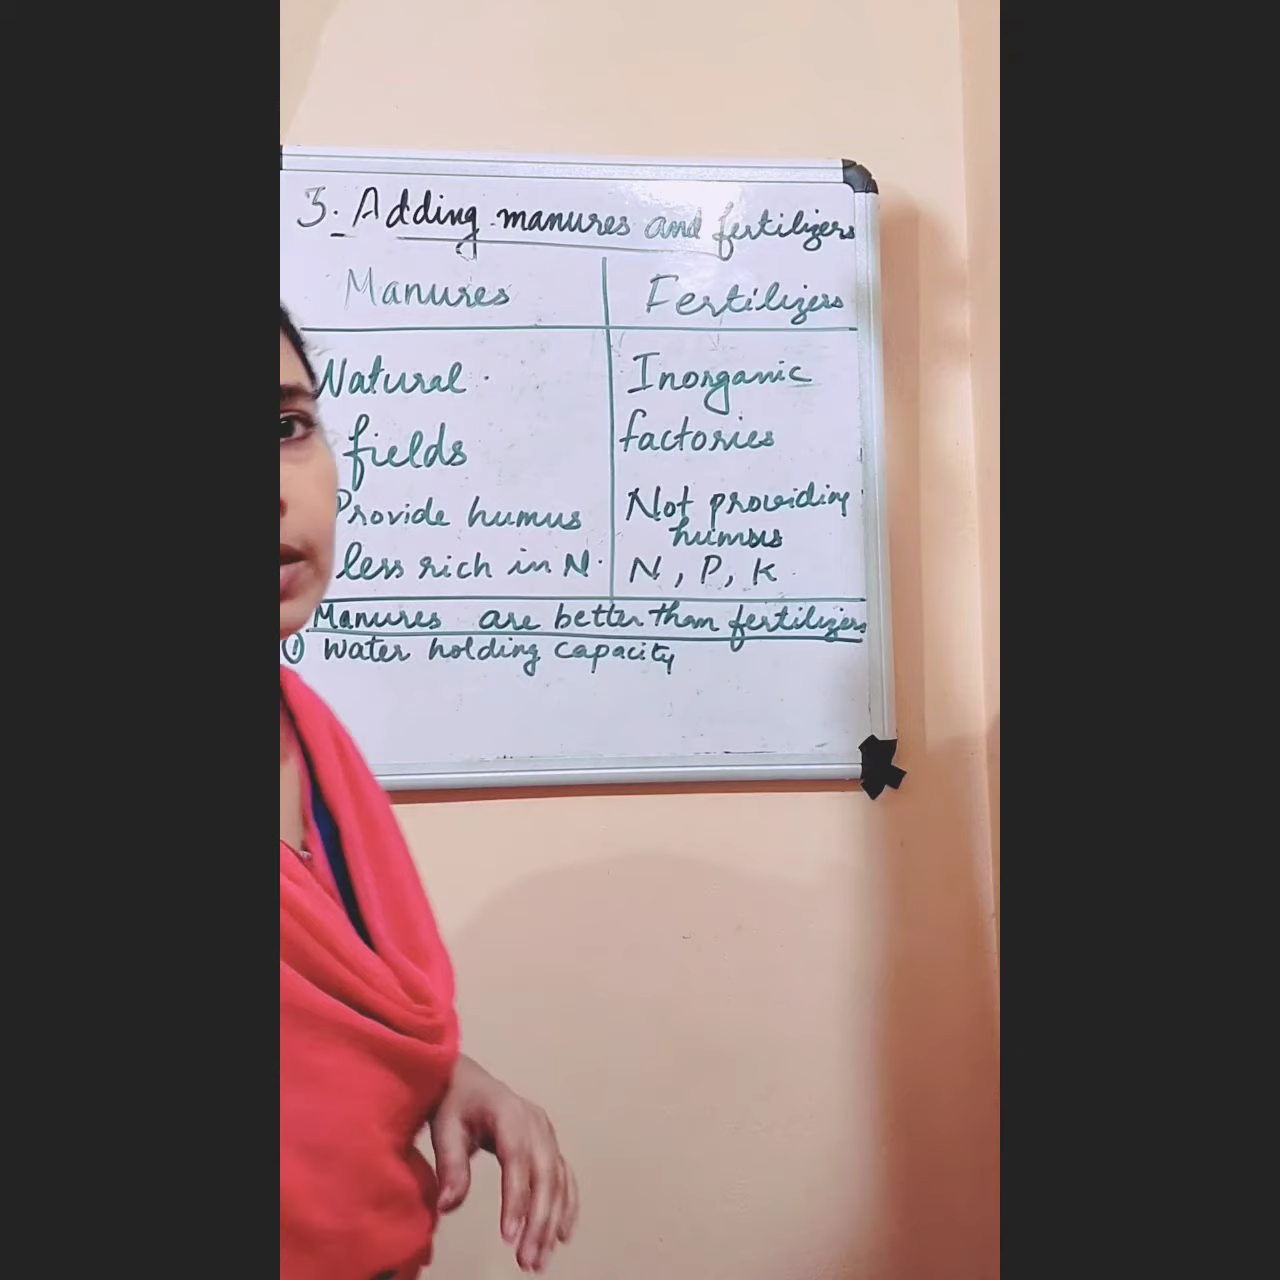 3. Adding manures and fertilizers
Manures
Fertilizers
Natural
Inorganic
fields
factories
Provide humus
Not providing
humus
less rich in N.
N, P, K
Manures are better than fertilizers
① Water holding capacity